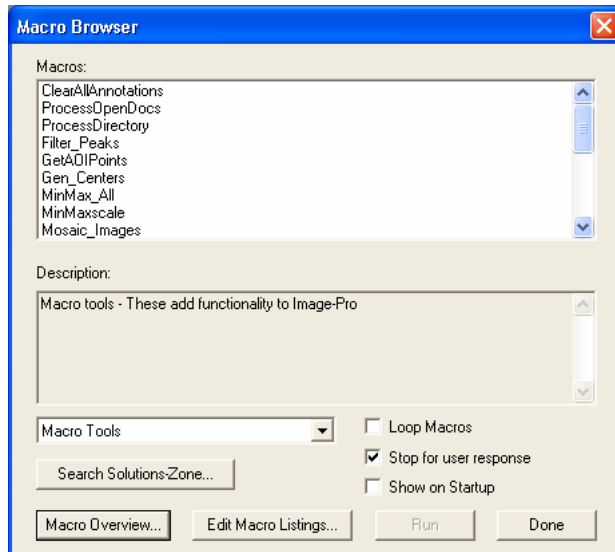 Macro Browser
Macros:
ClearAllAnnotations
ProcessOpenDocs
ProcessDirectory
Filter_Peaks
GetAOIPoints
Gen_Centers
MinMax_All
MinMaxscale
Mosaic_Images
Description:
Macro tools - These add functionality to Image-Pro
Macro Tools
Loop Macros
Stop for user response
Search Solutions-Zone...
Show on Startup
Macro Overview... Edit Macro Listings... Run Done